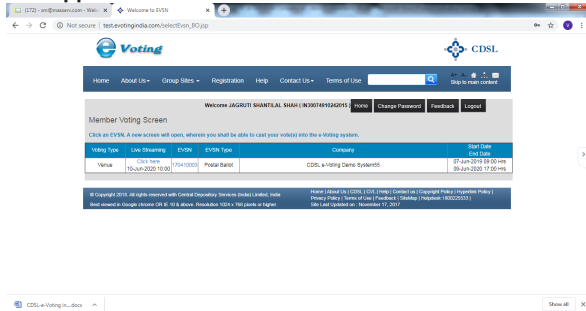 (172) - sm@masserv.com - Web
Welcome to EVSN
Not secure | test.evotingindia.com/selectEvsn_BO.jsp
e Voting
CDSL
Home About Us Group Sites Registration Help Contact Us Terms of Use
A+ A A-
Skip to main content
Welcome JAGRUTI SHANTILAL SHAH ( IN30074910242015 ) Home Change Password Feedback Logout
Member Voting Screen
Click an EVSN. A new screen will open, wherein you shall be able to cast your vote(s) into the e-Voting system.
Voting Type Live Streaming EVSN EVSN Type Company Start Date End Date
Venue Click here 10-Jun-2020 10:00 170410003 Postal Ballot CDSL e-Voting Demo System55 07-Jun-2019 09:00 Hrs 09-Jun-2020 17:00 Hrs
© Copyright 2018. All rights reserved with Central Depository Services (India) Limited, India
Best viewed in Google chrome OR IE 10 & above. Resolution 1024 x 768 pixels or higher.
Home | About Us | CDSL | CVL | Help | Contact us | Copyright Policy | Hyperlink Policy |
Privacy Policy | Terms of Use | Feedback | SiteMap | Helpdesk:1800225533 |
Site Last Updated on : November 17, 2017
CDSL-e-Voting in....docx
Show all